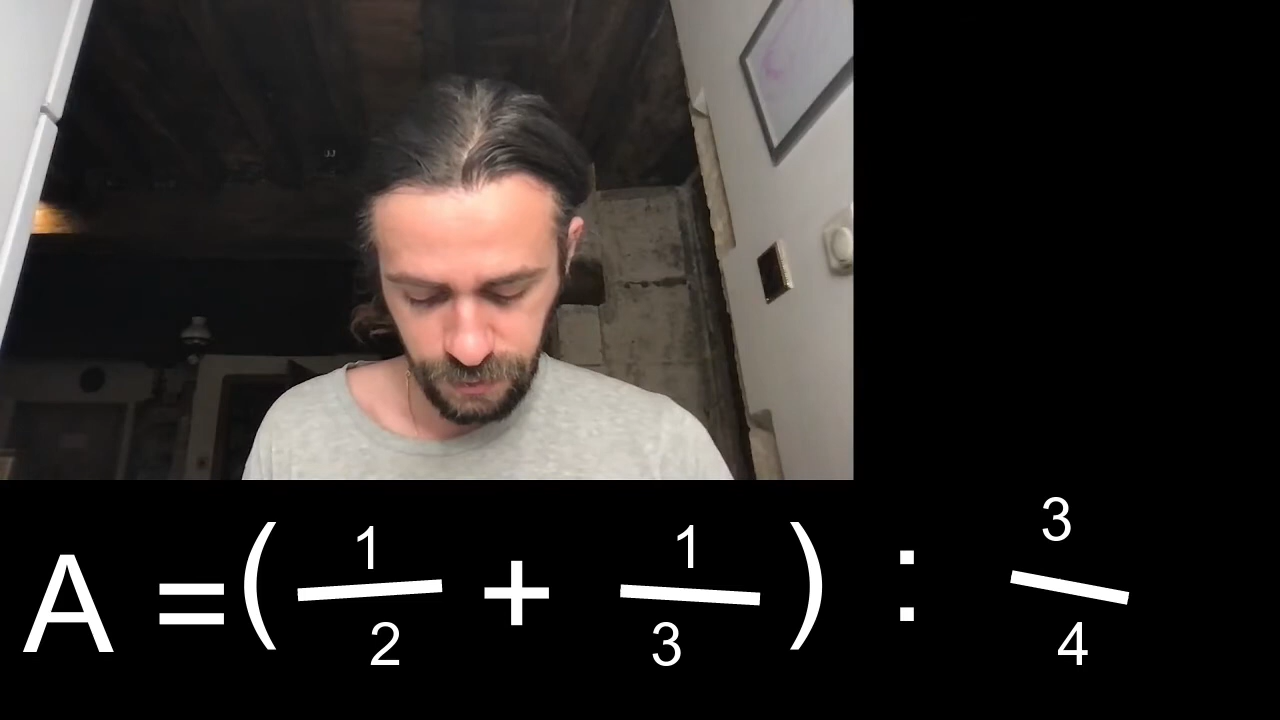 A = ( 1/2 + 1/3 ) : 3/4